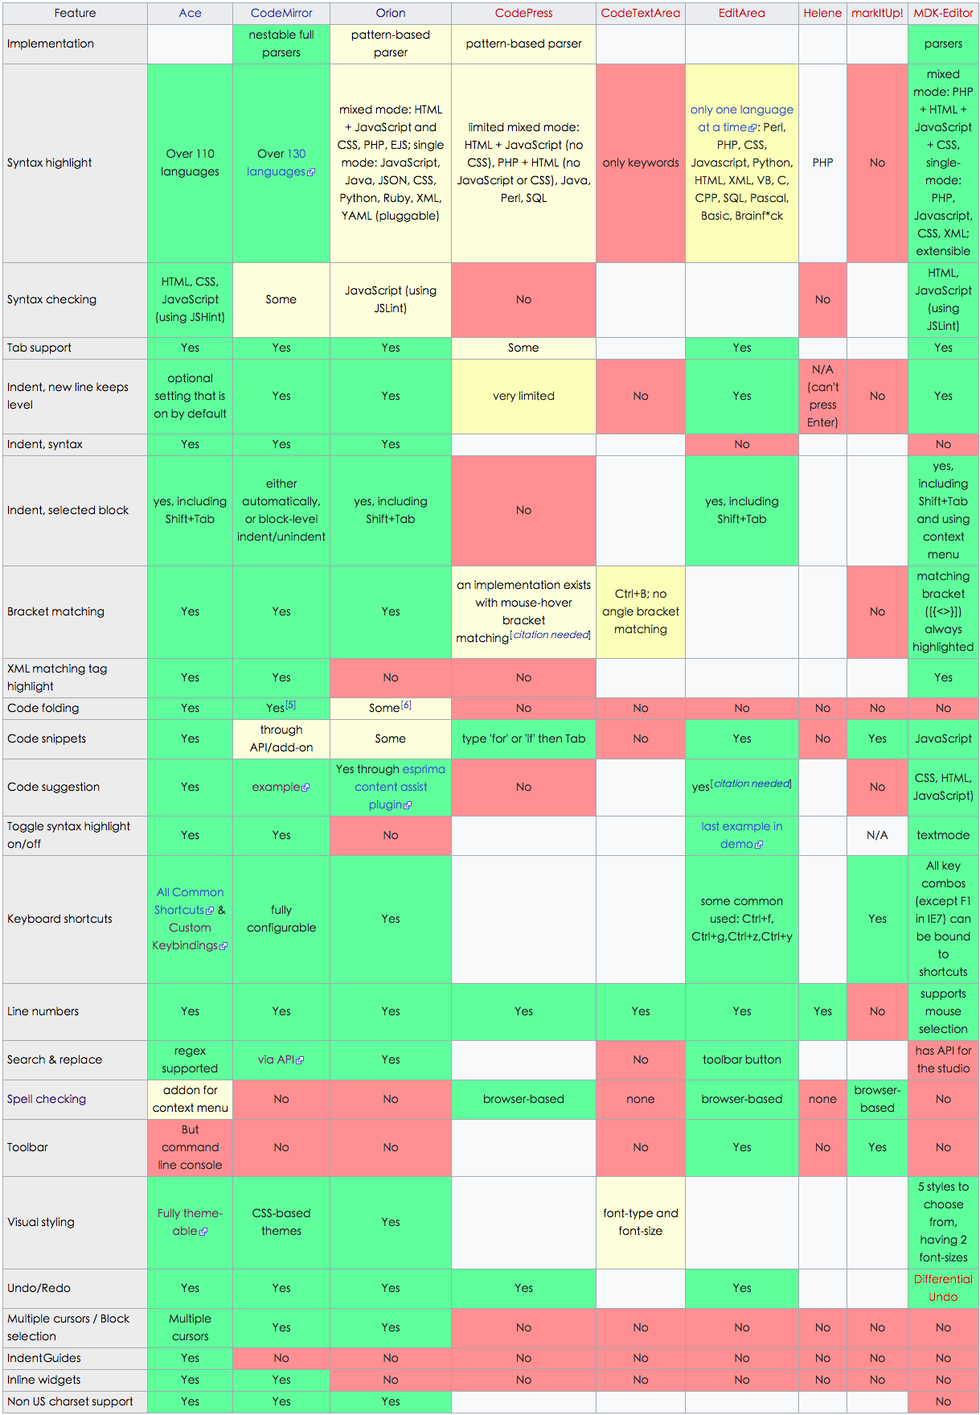 Feature Ace CodeMirror Orion CodePress CodeTextArea EditArea Helene markItUp! MDK-Editor
Implementation
nestable full
parsers
pattern-based
parser
pattern-based parser
parsers
Syntax highlight
Over 110
languages
Over 130
languages
mixed mode: HTML
+ JavaScript and
CSS, PHP, EJS; single
mode: JavaScript,
Java, JSON, CSS,
Python, Ruby, XML,
YAML (pluggable)
limited mixed mode:
HTML + JavaScript (no
CSS), PHP + HTML (no
JavaScript or CSS), Java,
Perl, SQL
only keywords
only one language
at a time: Perl,
PHP, CSS,
Javascript, Python,
HTML, XML, VB, C,
CPP, SQL, Pascal,
Basic, Brainf*ck
PHP
No
mixed
mode: PHP
+ HTML +
JavaScript
+ CSS,
single-
mode:
PHP,
Javascript,
CSS, XML;
extensible
Syntax checking
HTML, CSS,
JavaScript
(using JSHint)
Some
JavaScript (using
JSLint)
No
No
HTML,
JavaScript
(using
JSLint)
Tab support Yes Yes Yes Some Yes Yes
Indent, new line keeps
level
optional
setting that is
on by default
Yes
Yes
very limited
No
Yes
N/A
(can't
press
Enter)
No
Yes
Indent, syntax Yes Yes Yes No No
Indent, selected block
yes, including
Shift+Tab
either
automatically,
or block-level
indent/unindent
yes, including
Shift+Tab
No
yes, including
Shift+Tab
yes,
including
Shift+Tab
and using
context
menu
Bracket matching
Yes
Yes
Yes
an implementation exists
with mouse-hover
bracket
matching[citation needed]
Ctrl+B; no
angle bracket
matching
No
matching
bracket
([{<>}])
always
highlighted
XML matching tag
highlight
Yes
Yes
No
No
Yes
Code folding Yes Yes[5] Some[6] No No No No No No
Code snippets
Yes
through
API/add-on
Some
type 'for' or 'if' then Tab
No
Yes
No
Yes
JavaScript
Code suggestion
Yes
example
Yes through esprima
content assist
plugin
No
yes[citation needed]
No
CSS, HTML,
JavaScript)
Toggle syntax highlight
on/off
Yes
Yes
No
last example in
demo
N/A
textmode
Keyboard shortcuts
All Common
Shortcuts &
Custom
Keybindings
fully
configurable
Yes
some common
used: Ctrl+f,
Ctrl+g,Ctrl+z,Ctrl+y
Yes
All key
combos
(except F1
in IE7) can
be bound
to
shortcuts
Line numbers
Yes
Yes
Yes
Yes
Yes
Yes
Yes
No
supports
mouse
selection
Search & replace
regex
supported
via API
Yes
No
toolbar button
has API for
the studio
Spell checking
addon for
context menu
No
No
browser-based
none
browser-based
none
browser-
based
No
Toolbar
But
command
line console
No
No
No
Yes
No
Yes
No
Visual styling
Fully theme-
able
CSS-based
themes
Yes
font-type and
font-size
5 styles to
choose
from,
having 2
font-sizes
Undo/Redo
Yes
Yes
Yes
Yes
Yes
Differential
Undo
Multiple cursors / Block
selection
Multiple
cursors
Yes
Yes
No
No
No
No
No
No
IndentGuides Yes No No No No No No No No
Inline widgets Yes Yes No No No No No No No
Non US charset support Yes Yes Yes No